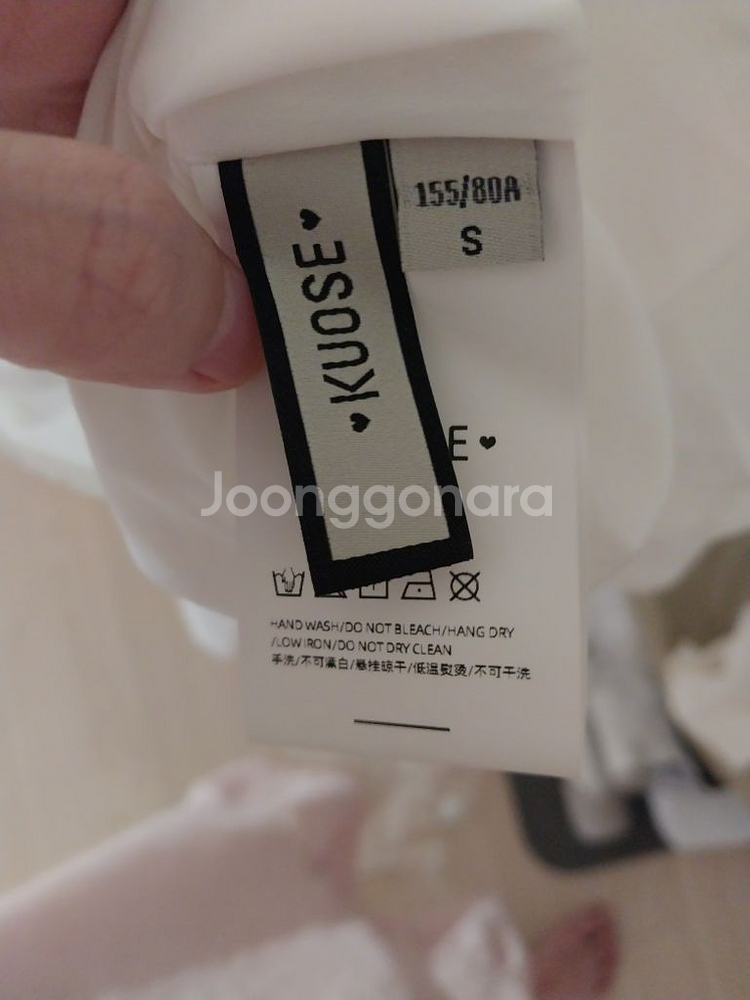 155/80A
S
♥KUOSE♥
E♥
Joonggonara
HAND WASH/DO NOT BLEACH/HANG DRY
/LOW IRON/DO NOT DRY CLEAN
手洗/不可漂白/悬挂晾干/低温熨烫/不可干洗